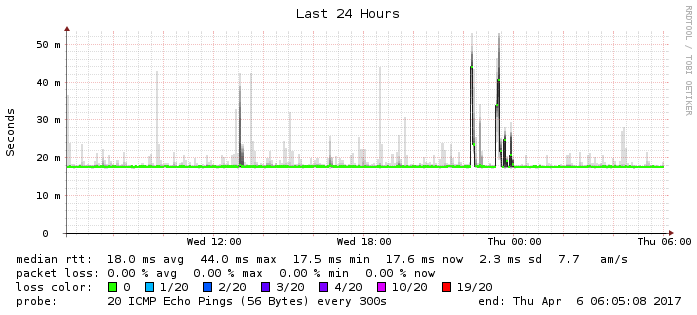 Last 24 Hours
RRDTOOL / TOBI OETIKER
Seconds
50 m
40 m
30 m
20 m
10 m
0
Wed 12:00 Wed 18:00 Thu 00:00 Thu 06:00
median rtt: 18.0 ms avg 44.0 ms max 17.5 ms min 17.6 ms now 2.3 ms sd 7.7 am/s
packet loss: 0.00 % avg 0.00 % max 0.00 % min 0.00 % now
loss color: 0 1/20 2/20 3/20 4/20 10/20 19/20
probe: 20 ICMP Echo Pings (56 Bytes) every 300s end: Thu Apr 6 06:05:08 2017